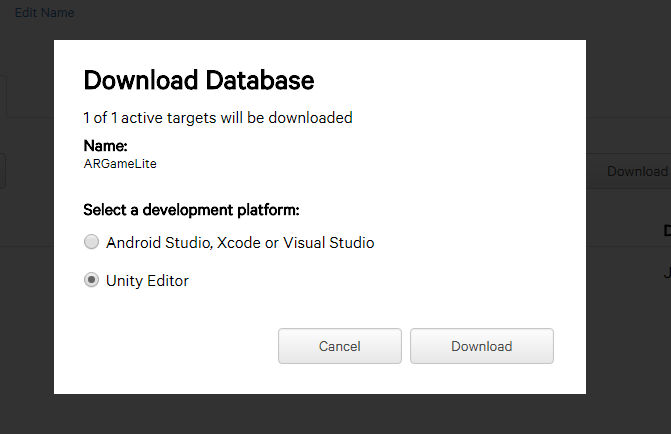 Edit Name
Download Database
1 of 1 active targets will be downloaded
Name:
ARGameLite
Download
Select a development platform:
Android Studio, Xcode or Visual Studio
Unity Editor
Cancel
Download